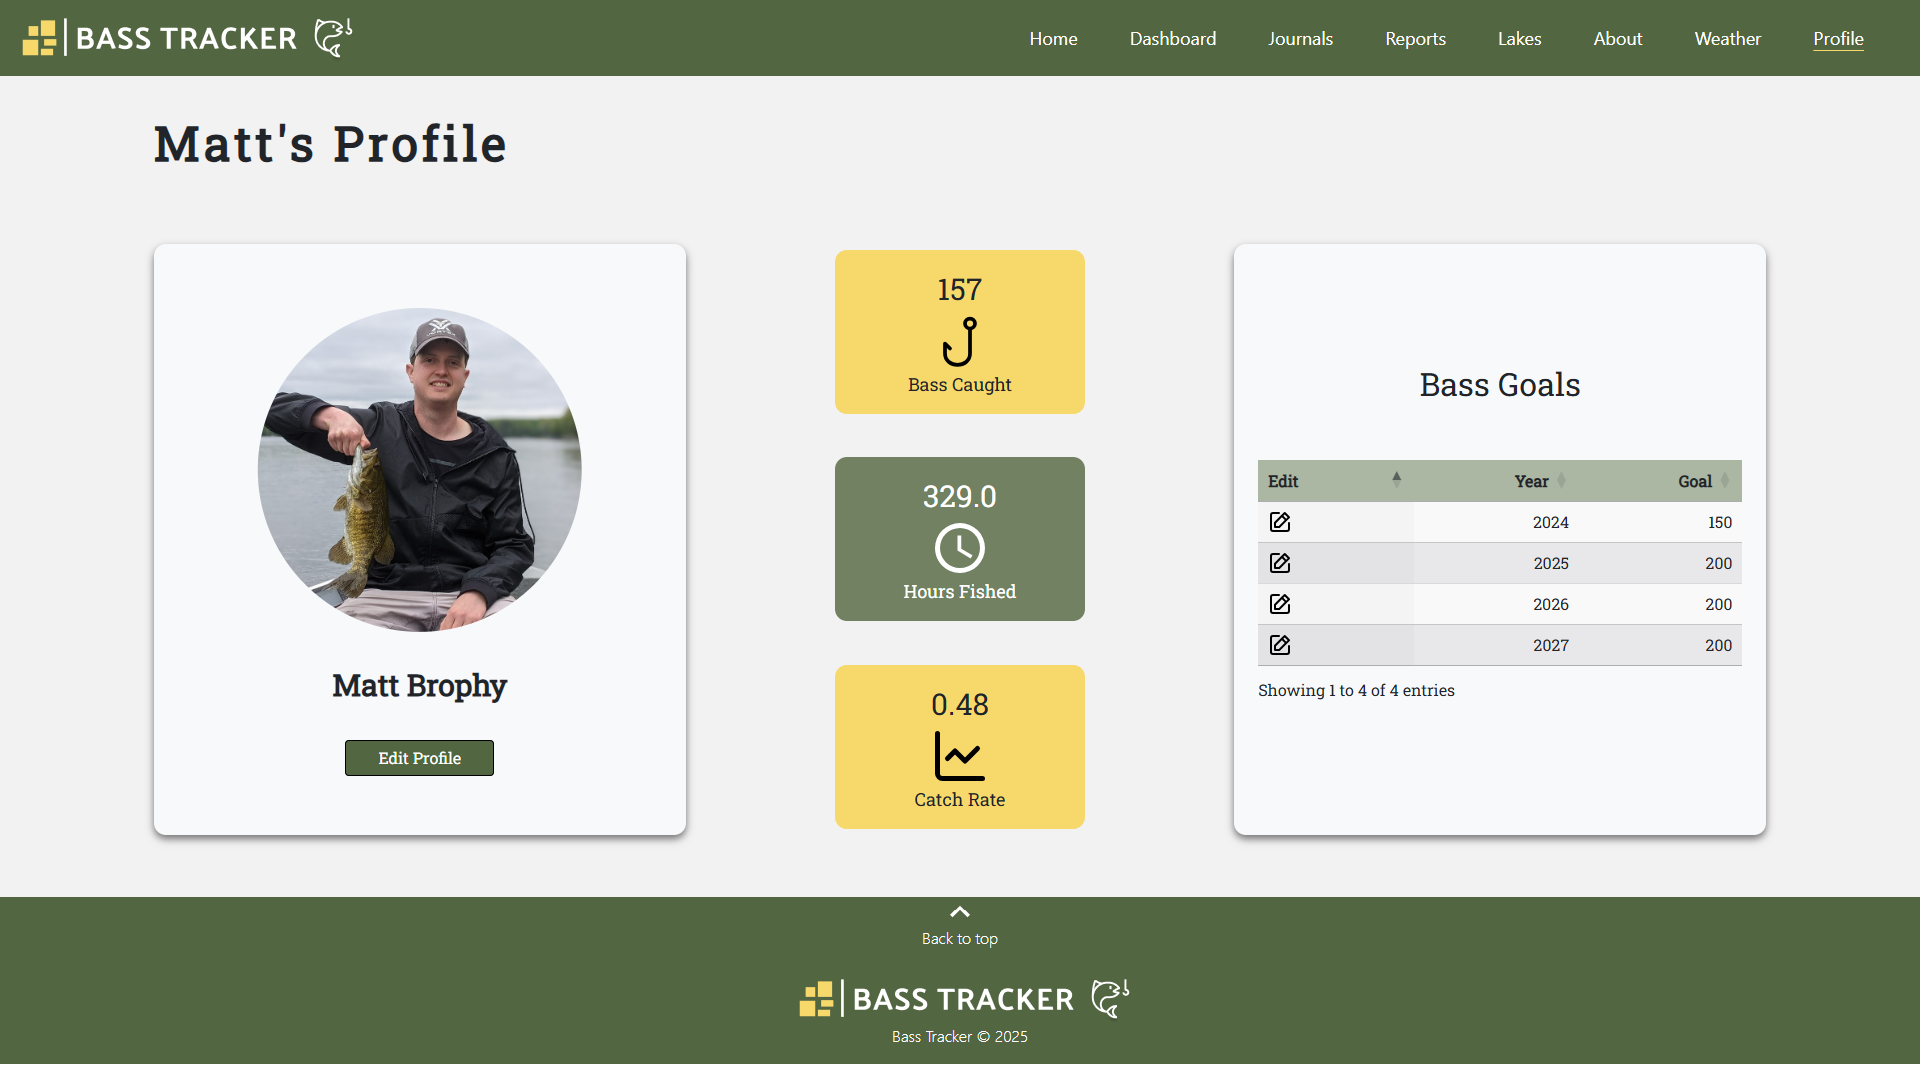 BASS TRACKER
Home Dashboard Journals Reports Lakes About Weather Profile
Matt's Profile
Matt Brophy
Edit Profile
157
Bass Caught
329.0
Hours Fished
0.48
Catch Rate
Bass Goals
Edit Year Goal
2024 150
2025 200
2026 200
2027 200
Showing 1 to 4 of 4 entries
Back to top
BASS TRACKER
Bass Tracker © 2025